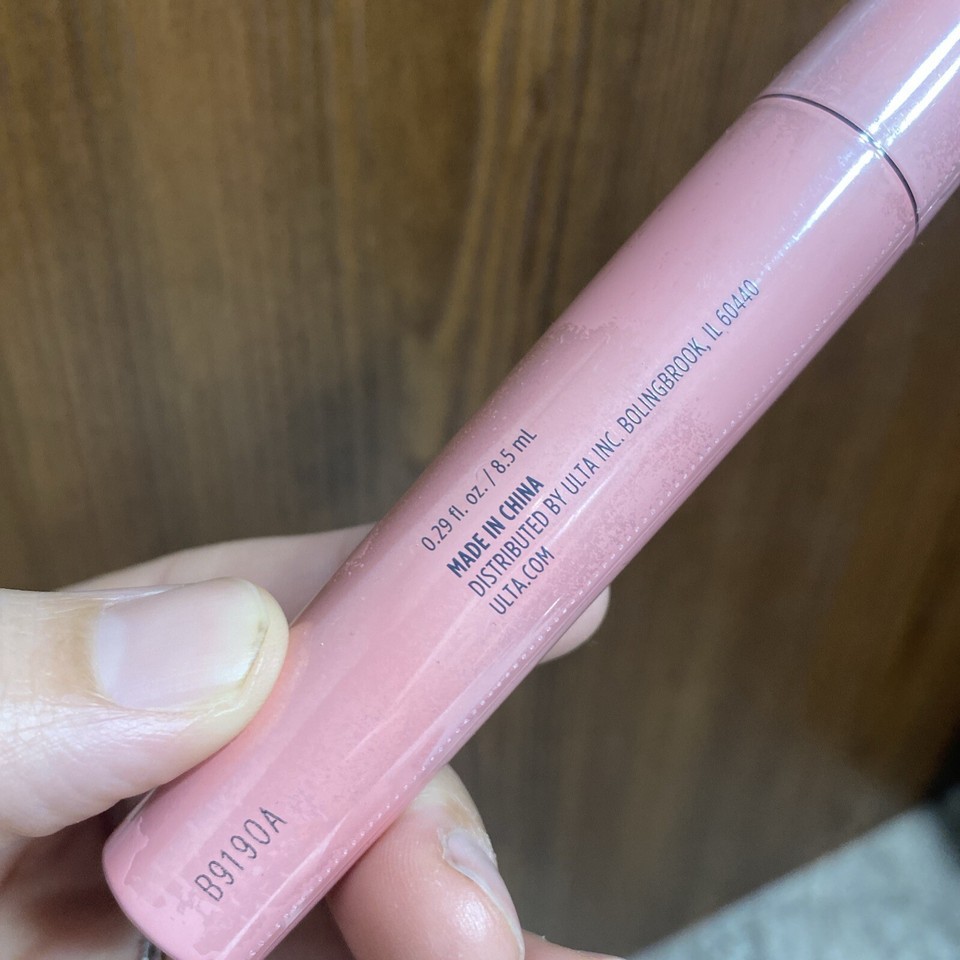 0.29 fl. oz. / 8.5 mL
MADE IN CHINA
DISTRIBUTED BY ULTA INC. BOLINGBROOK, IL 60440
ULTA.COM
B9190A